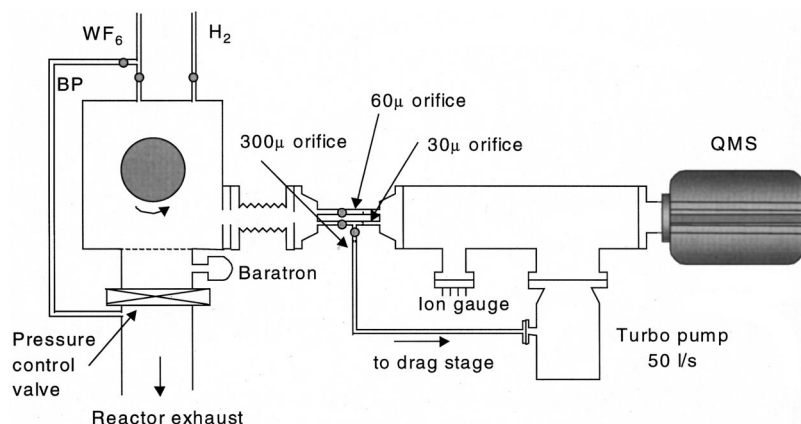 WF₆
H₂
BP
60μ orifice
300μ orifice
30μ orifice
QMS
Baratron
Ion gauge
Pressure
control
valve
to drag stage
Turbo pump
50 l/s
Reactor exhaust